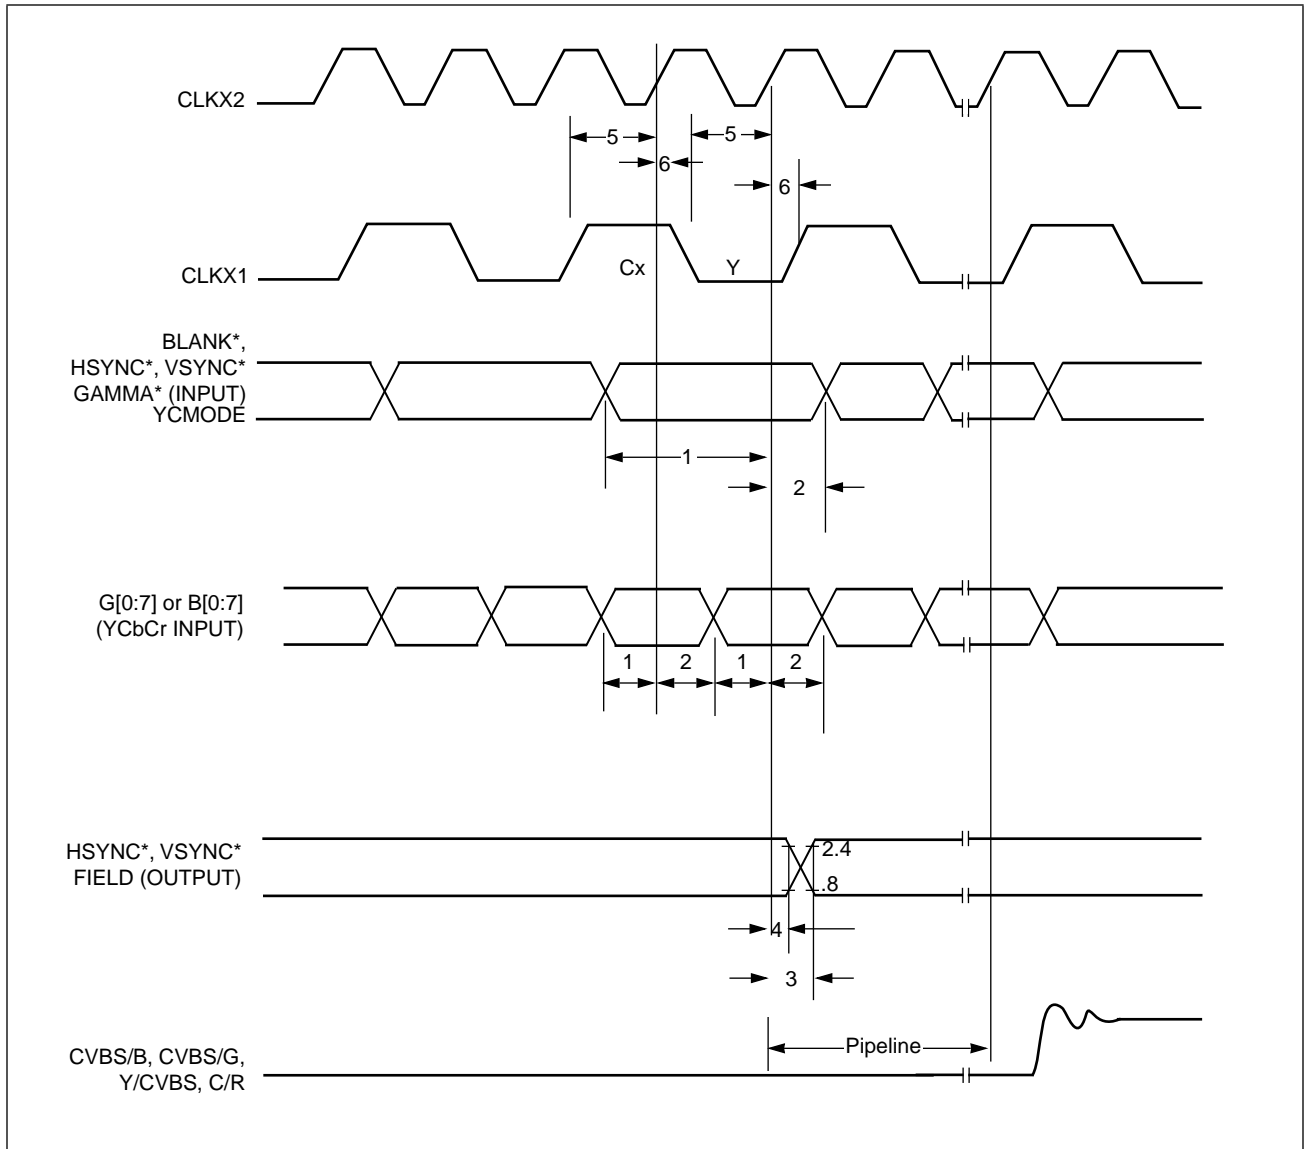 CLKX2
5
5
6
6
CLKX1
Cx
Y
BLANK*,
HSYNC*, VSYNC*
GAMMA* (INPUT)
YCMODE
1
2
G[0:7] or B[0:7]
(YCbCr INPUT)
1
2
1
2
HSYNC*, VSYNC*
FIELD (OUTPUT)
2.4
.8
4
3
CVBS/B, CVBS/G,
Y/CVBS, C/R
Pipeline